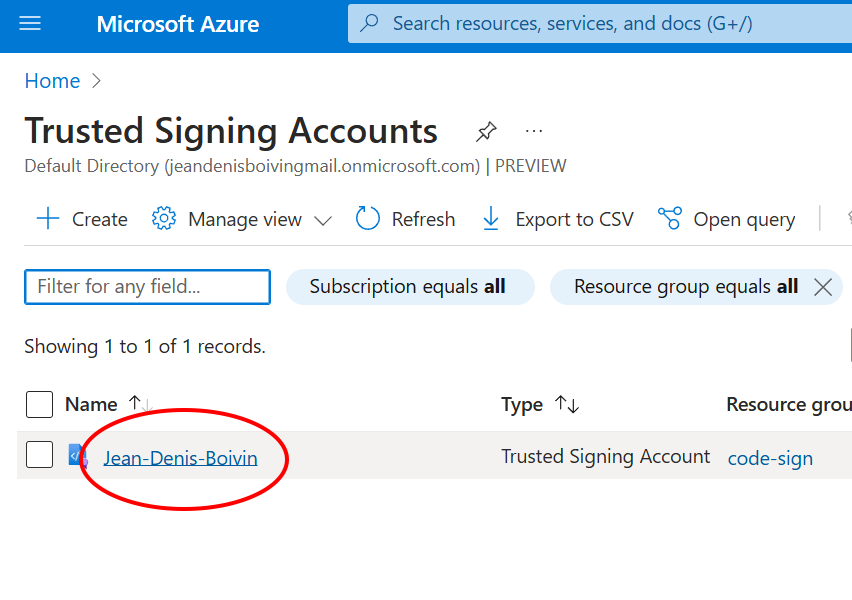 Microsoft Azure
Search resources, services, and docs (G+/)
Home
Trusted Signing Accounts
Default Directory (jeandenisboivingmail.onmicrosoft.com) | PREVIEW
Create Manage view Refresh Export to CSV Open query
Filter for any field... Subscription equals all Resource group equals all
Showing 1 to 1 of 1 records.
Name Type Resource grou
Jean-Denis-Boivin Trusted Signing Account code-sign